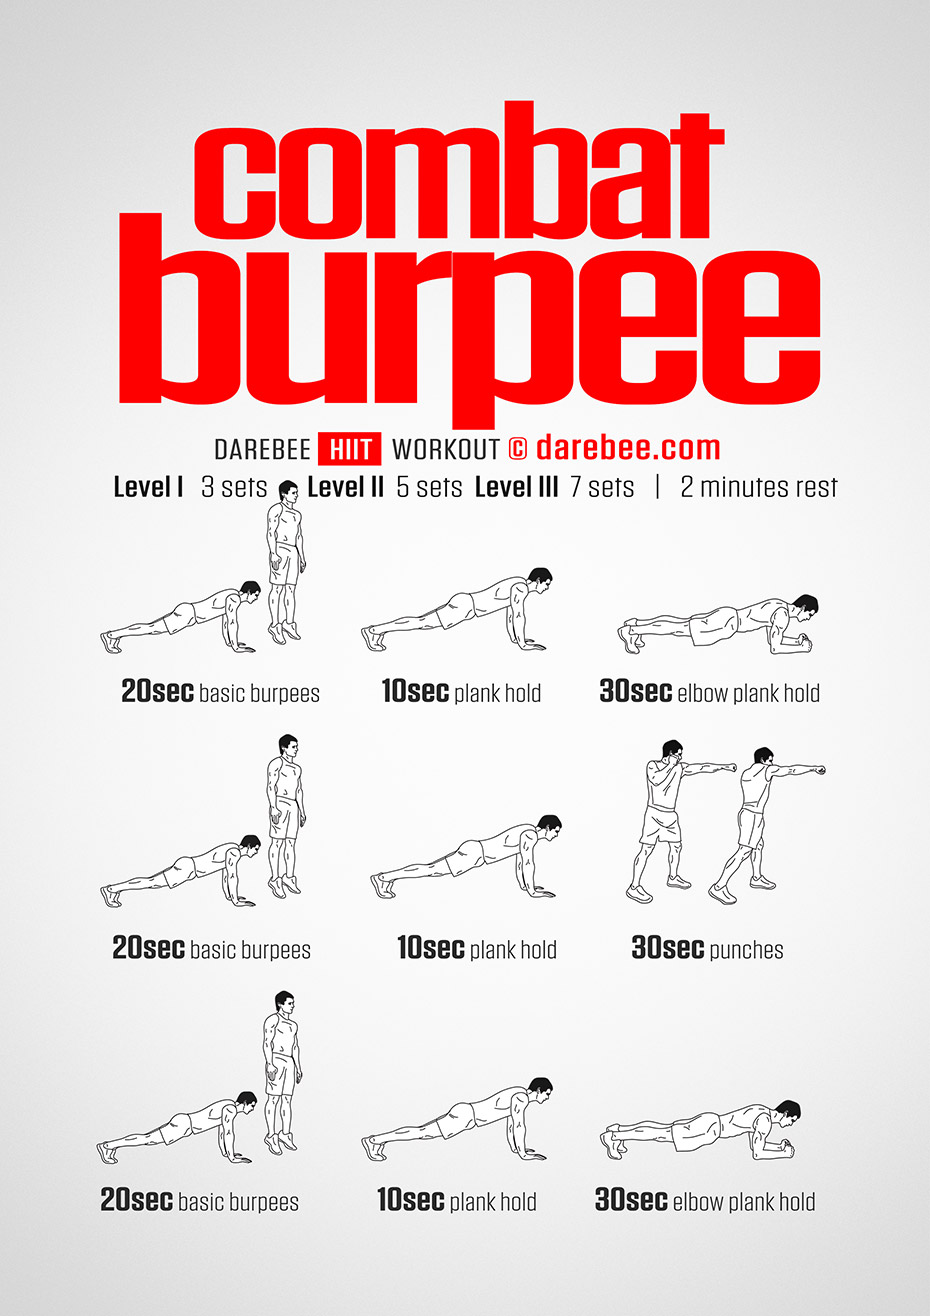 combat
burpee
DAREBEE HIIT WORKOUT © darebee.com
Level I 3 sets Level II 5 sets Level III 7 sets | 2 minutes rest
20sec basic burpees 10sec plank hold 30sec elbow plank hold
20sec basic burpees 10sec plank hold 30sec punches
20sec basic burpees 10sec plank hold 30sec elbow plank hold